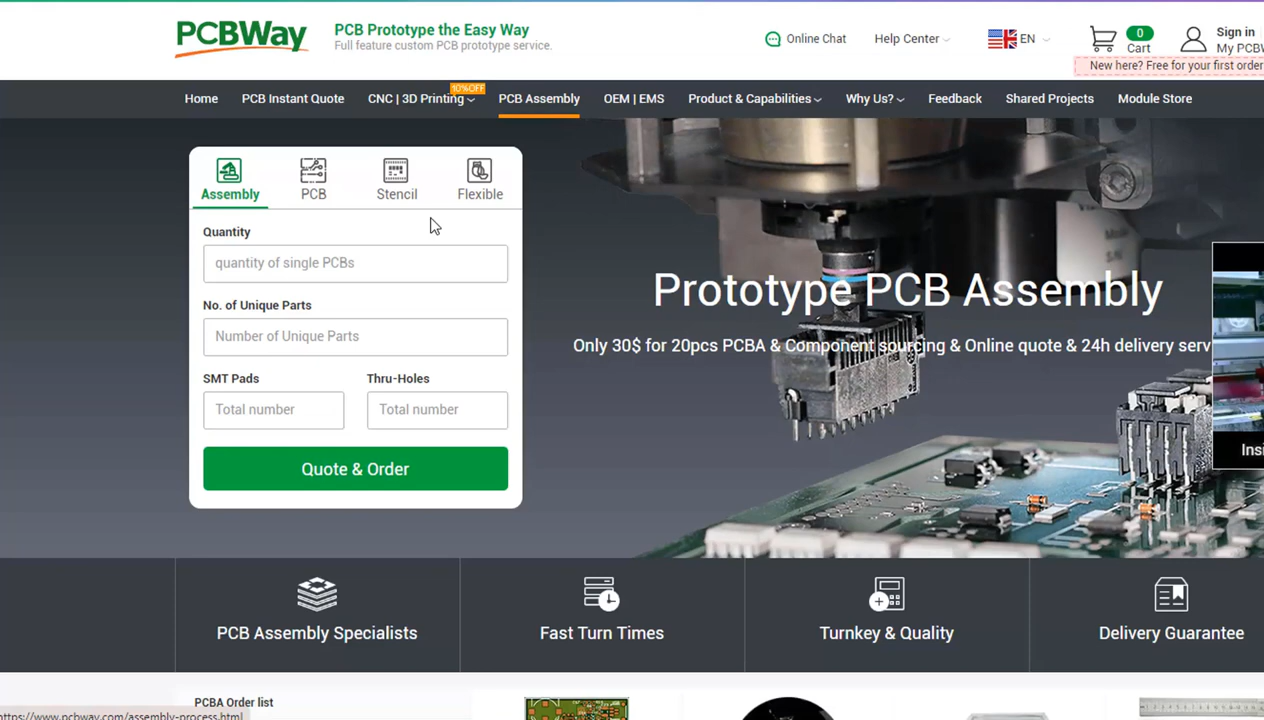 PCBWay
PCB Prototype the Easy Way
Full feature custom PCB prototype service.
Online Chat
Help Center
EN
0
Cart
Sign in
My PCBW
New here? Free for your first order
Home
PCB Instant Quote
CNC | 3D Printing
10%OFF
PCB Assembly
OEM | EMS
Product & Capabilities
Why Us?
Feedback
Shared Projects
Module Store
Assembly
PCB
Stencil
Flexible
Quantity
quantity of single PCBs
No. of Unique Parts
Number of Unique Parts
SMT Pads
Thru-Holes
Total number
Total number
Quote & Order
Prototype PCB Assembly
Only 30$ for 20pcs PCBA & Component sourcing & Online quote & 24h delivery serv
Insi
PCB Assembly Specialists
Fast Turn Times
Turnkey & Quality
Delivery Guarantee
PCBA Order list
https://www.pcbway.com/assembly-process.html